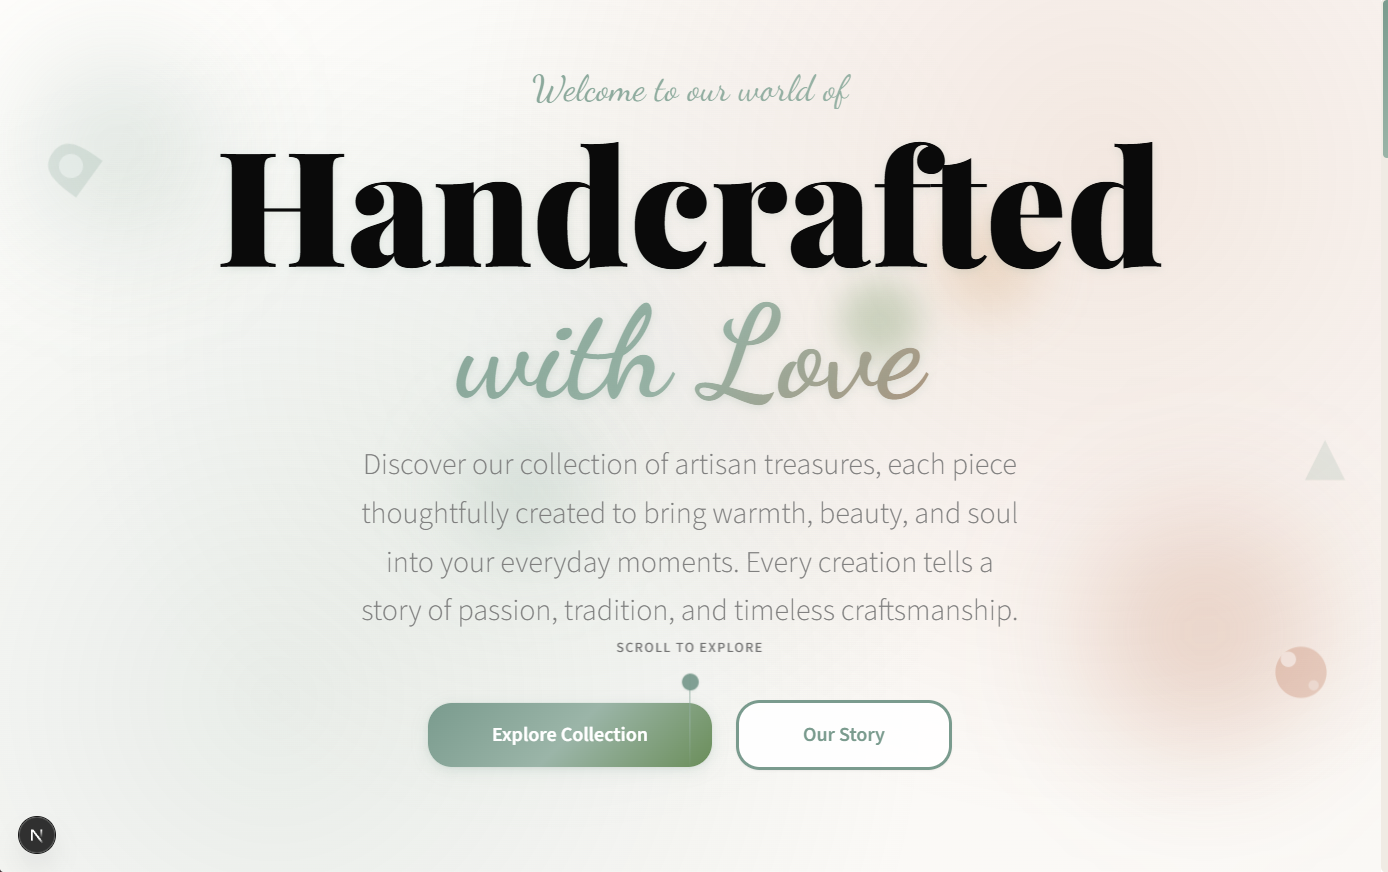 Welcome to our world of
Handcrafted
with Love
Discover our collection of artisan treasures, each piece
thoughtfully created to bring warmth, beauty, and soul
into your everyday moments. Every creation tells a
story of passion, tradition, and timeless craftsmanship.
SCROLL TO EXPLORE
Explore Collection
Our Story
N